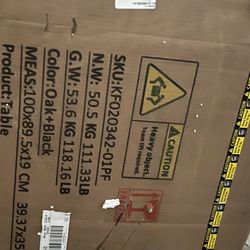 SKU:KF020342-01PF
N.W: 50.5 KG 111.33LB
G.W: 53.6 KG 118.16LB
Color:Oak+Black
MEAS:100x89.5x19 CM 39.37x35
Product:Table
CAUTION
Heavy object.
Team lift required.